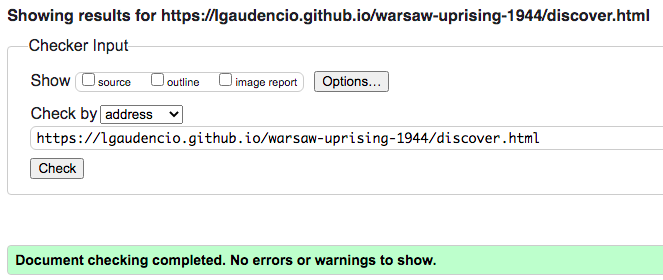 Showing results for https://lgaudencio.github.io/warsaw-uprising-1944/discover.html
Checker Input
Show source outline image report Options...
Check by address
https://lgaudencio.github.io/warsaw-uprising-1944/discover.html
Check
Document checking completed. No errors or warnings to show.